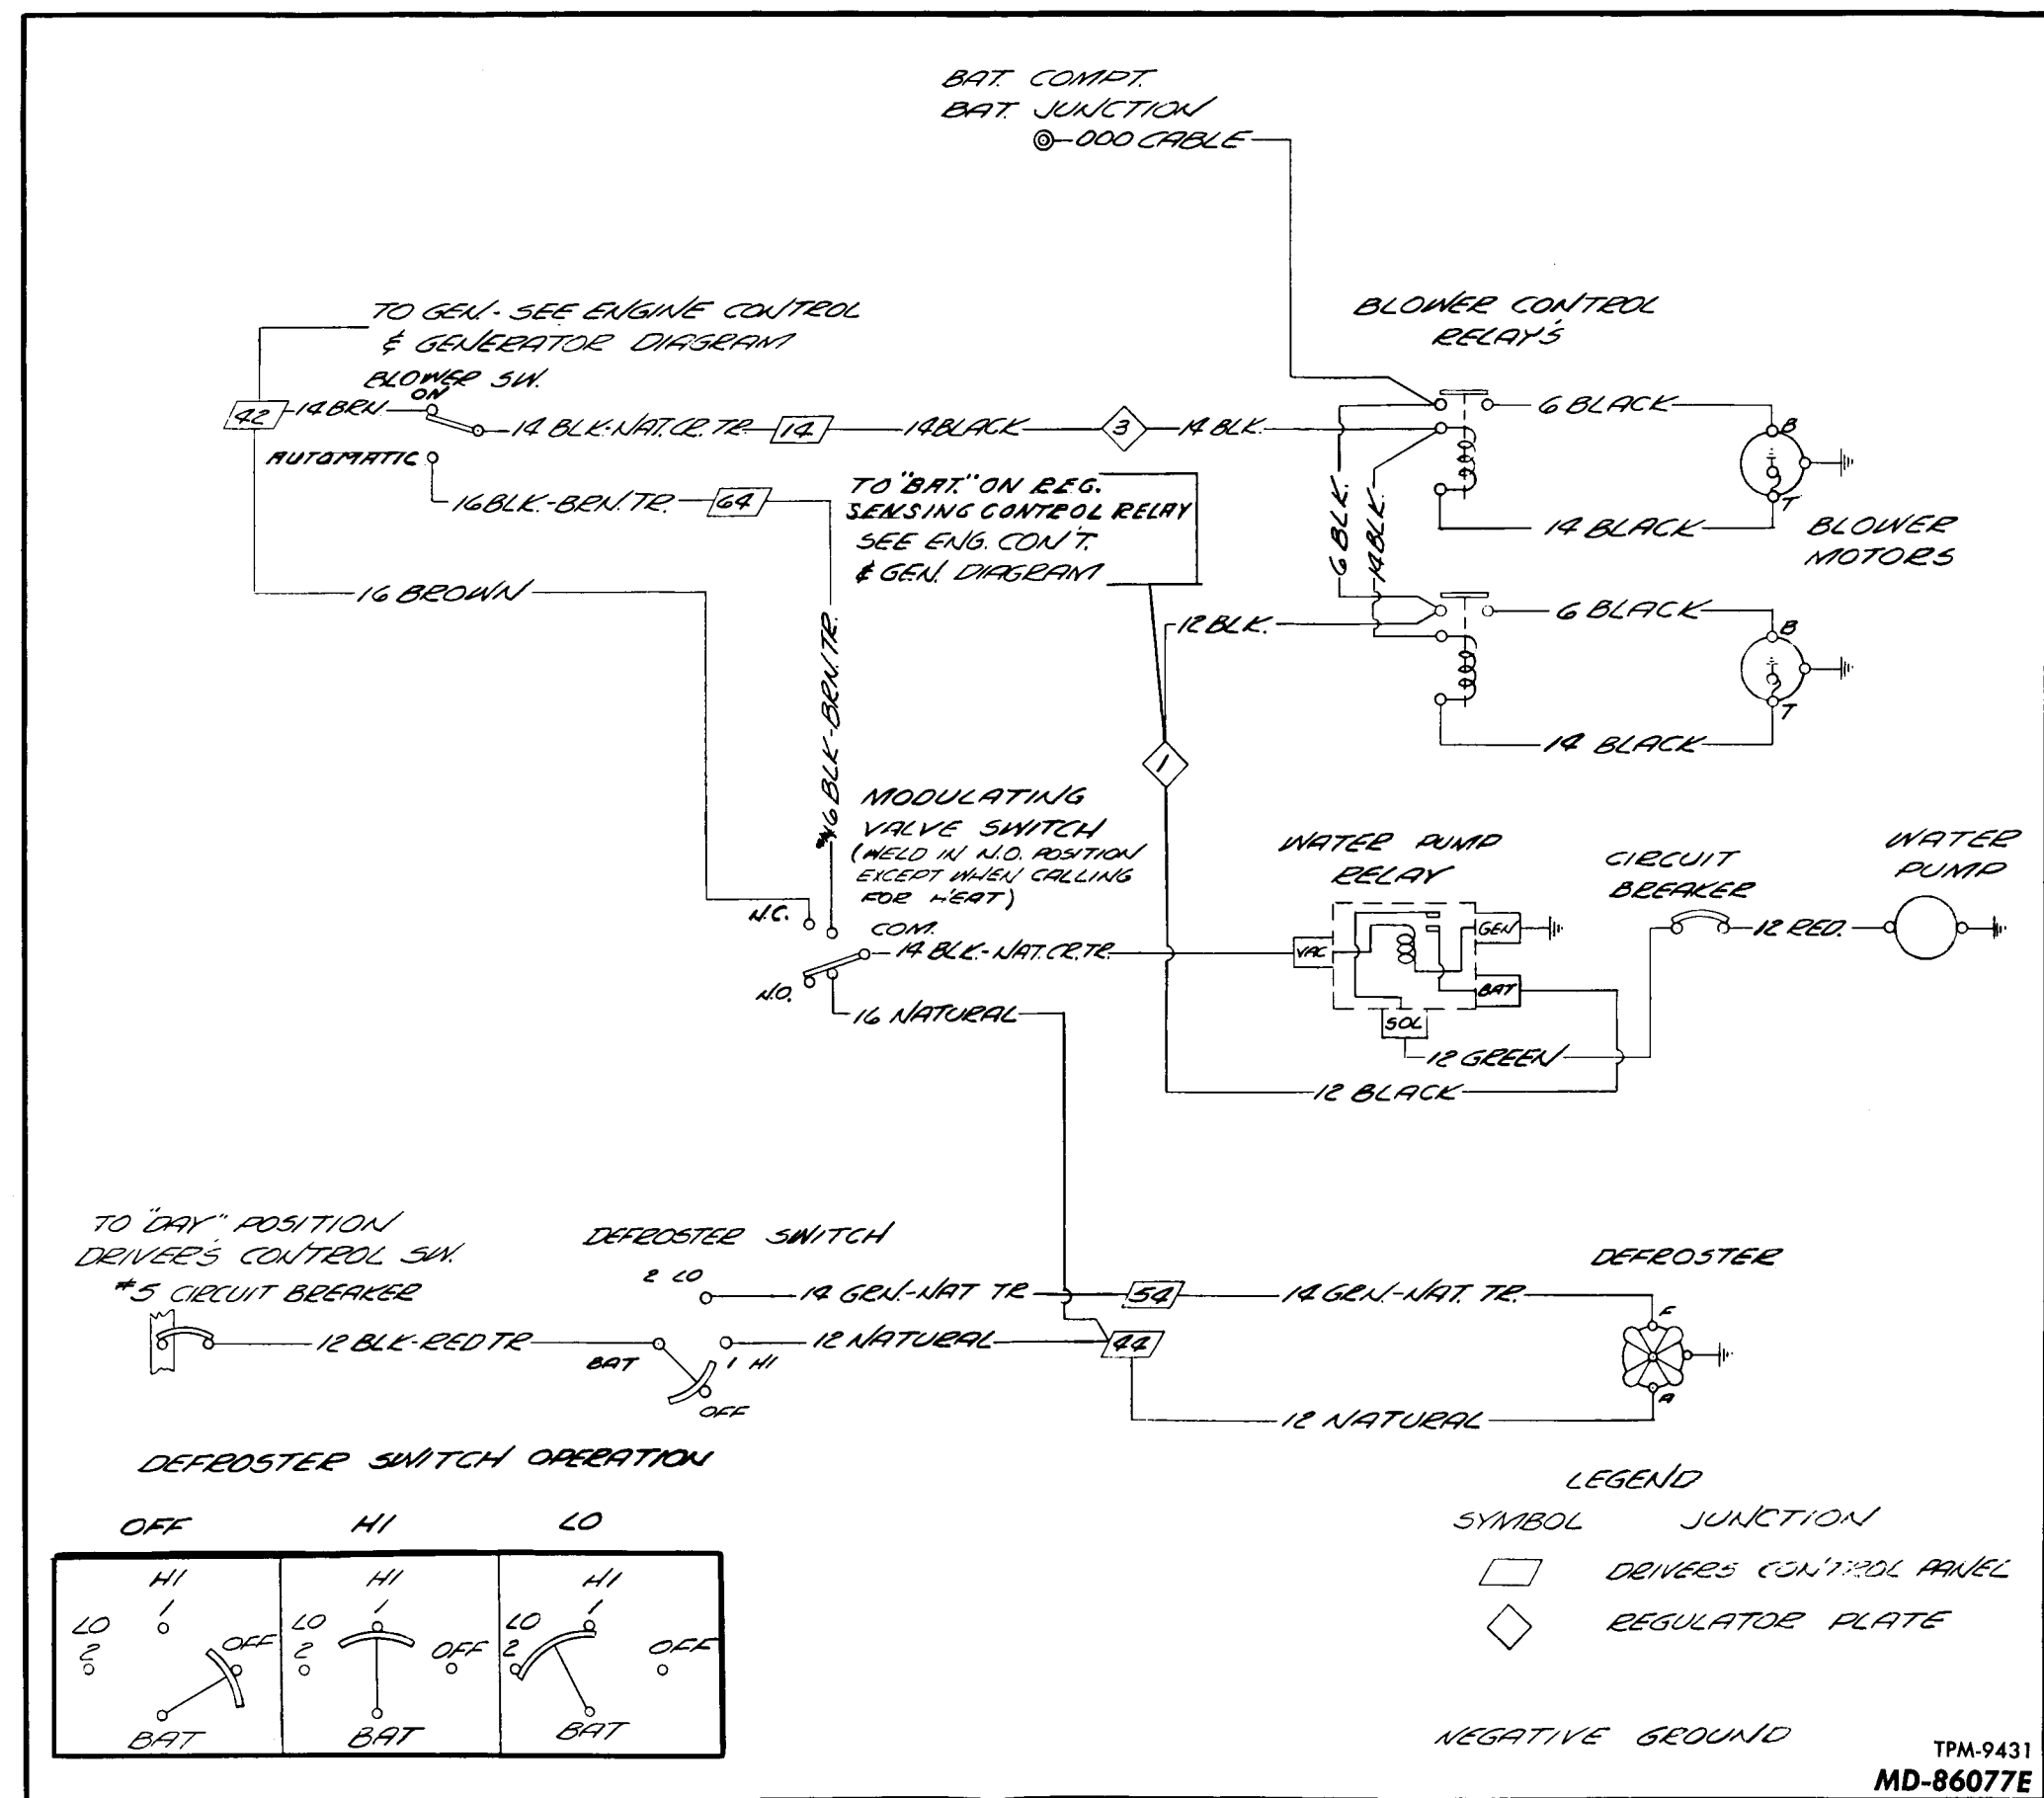 BAT. COMPT.
BAT. JUNCTION
000 CABLE
TO GEN- SEE ENGINE CONTROL
& GENERATOR DIAGRAM
BLOWER SW.
ON
42
14 BRN
14 BLK-NAT. CR. TR.
14
14 BLACK
3
14 BLK.
AUTOMATIC
16 BLK.-BRN. TR.
64
16 BROWN
16 BLK-BRN. TR.
TO "BAT." ON REG.
SENSING CONTROL RELAY
SEE ENG. CON'T.
& GEN. DIAGRAM
BLOWER CONTROL
RELAY'S
6 BLACK
B
T
14 BLACK
BLOWER
MOTORS
6 BLK.
14 BLK.
12 BLK.
6 BLACK
B
T
14 BLACK
1
MODULATING
VALVE SWITCH
(HELD IN N.O. POSITION
EXCEPT WHEN CALLING
FOR HEAT)
N.C.
COM.
14 BLK.-NAT. CR. TR.
N.O.
16 NATURAL
WATER PUMP
RELAY
VAC
GEN
BAT
SOL
CIRCUIT
BREAKER
12 RED.
WATER
PUMP
12 GREEN
12 BLACK
TO "DAY" POSITION
DRIVER'S CONTROL SW.
#5 CIRCUIT BREAKER
12 BLK-RED TR
DEFROSTER SWITCH
2 LO
14 GRN.-NAT TR
54
14 GRN.-NAT. TR.
BAT
1 HI
OFF
12 NATURAL
44
12 NATURAL
DEFROSTER
F
A
DEFROSTER SWITCH OPERATION
OFF HI LO
HI
1
LO
2
OFF
BAT
HI
1
LO
2
OFF
BAT
HI
1
LO
2
OFF
BAT
LEGEND
SYMBOL JUNCTION
DRIVERS CON'TROL PANEL
REGULATOR PLATE
NEGATIVE GROUND
TPM-9431
MD-86077E